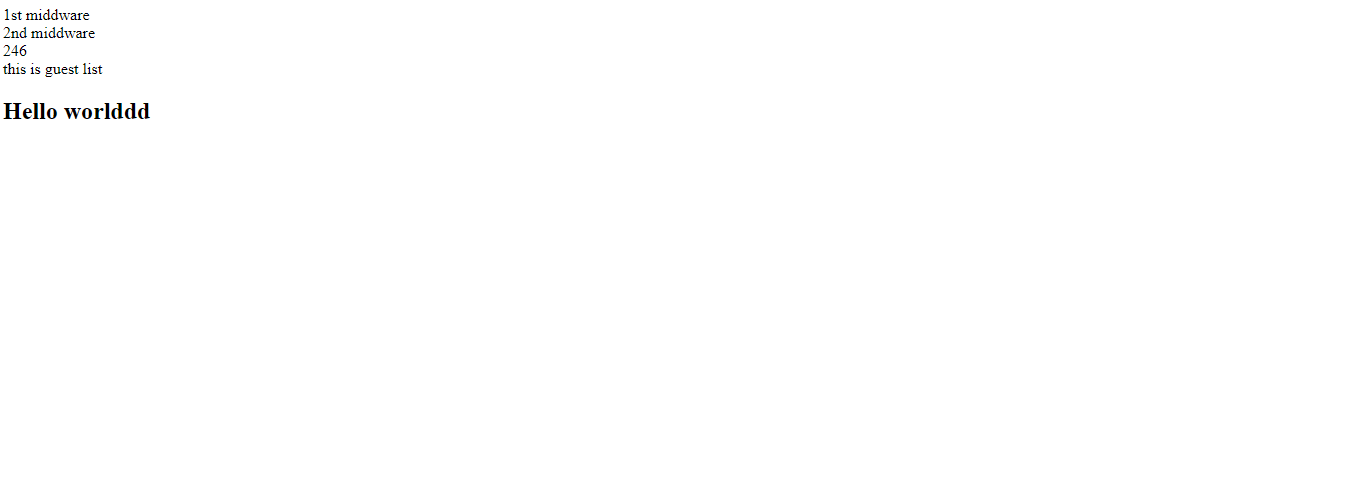 1st middware
2nd middware
246
this is guest list
Hello worlddd